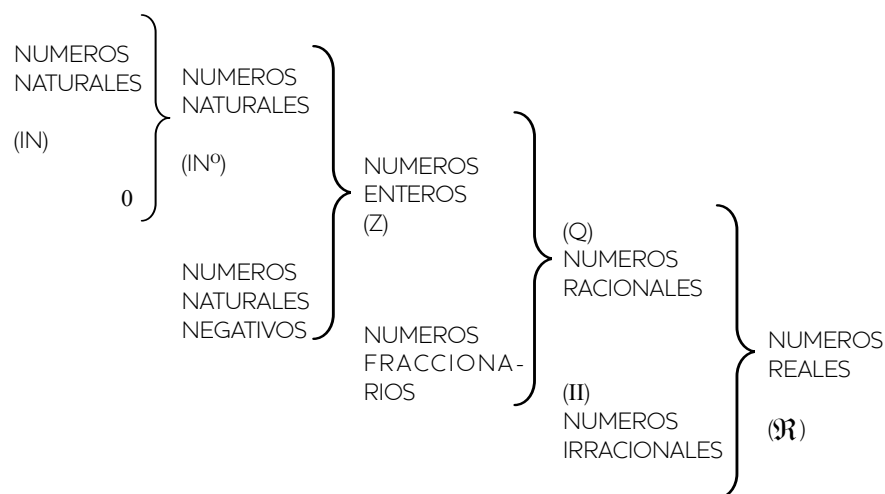 NUMEROS
NATURALES
(IN)
0
NUMEROS
NATURALES
(INº)
NUMEROS
NATURALES
NEGATIVOS
NUMEROS
ENTEROS
(Z)
NUMEROS
FRACCIONA-
RIOS
(Q)
NUMEROS
RACIONALES
(II)
NUMEROS
IRRACIONALES
NUMEROS
REALES
(ℜ)